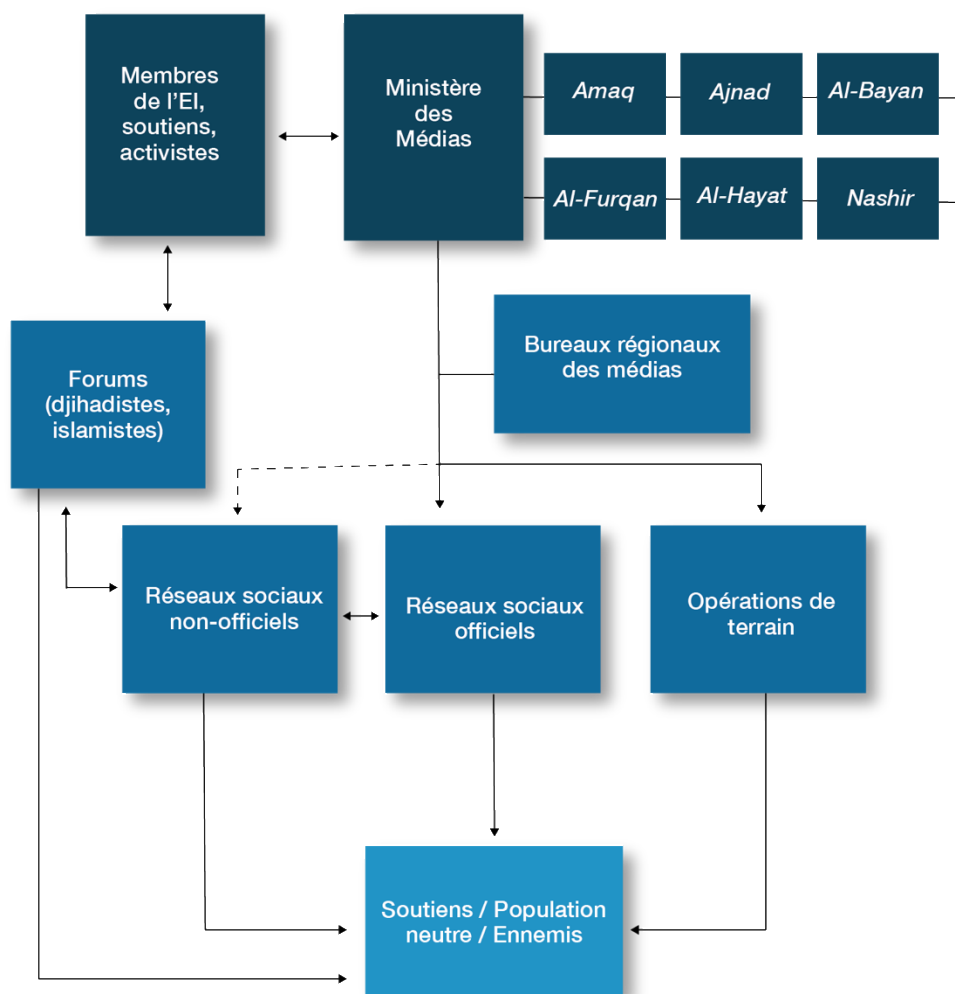 Membres
de l’EI,
soutiens,
activistes
Ministère
des
Médias
Amaq
Ajnad
Al-Bayan
Al-Furqan
Al-Hayat
Nashir
Bureaux régionaux
des médias
Forums
(djihadistes,
islamistes)
Réseaux sociaux
non-officiels
Réseaux sociaux
officiels
Opérations de
terrain
Soutiens / Population
neutre / Ennemis